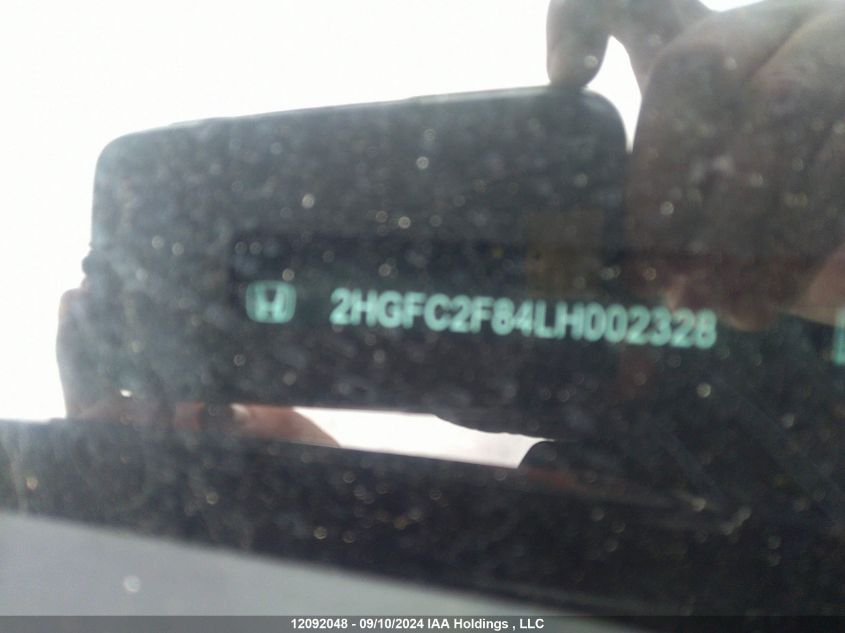 2HGFC2F84LH002328
12092048 - 09/10/2024 IAA Holdings , LLC